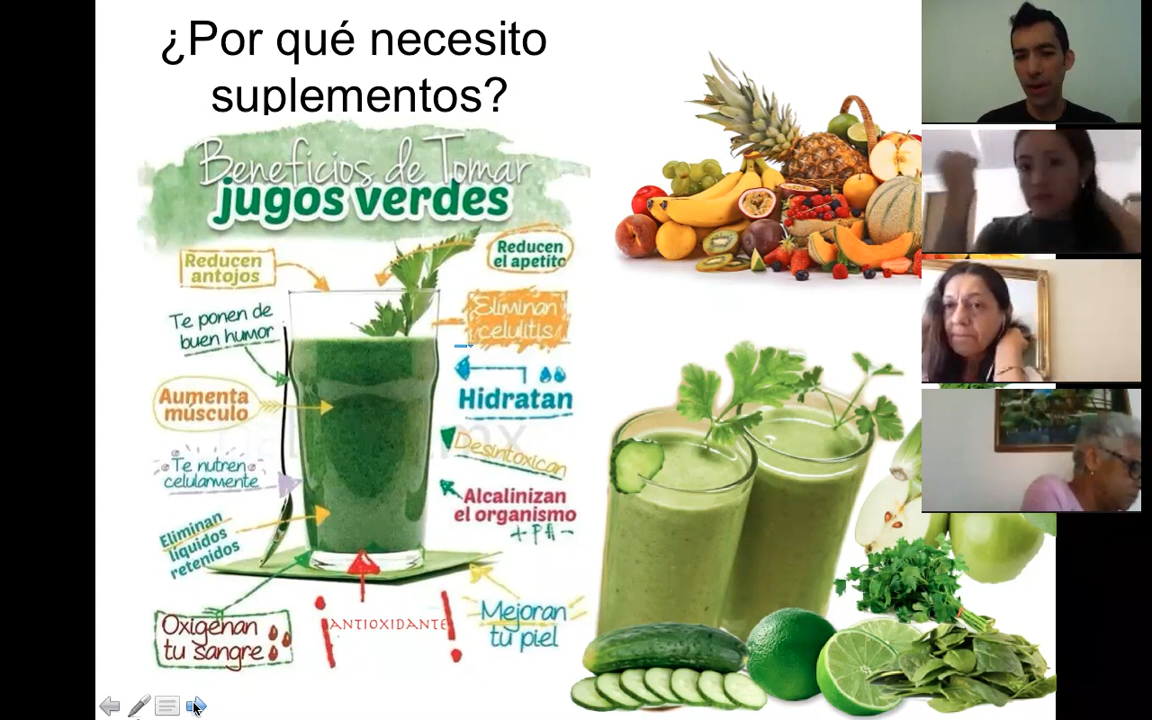 ¿Por qué necesito
suplementos?
Beneficios de Tomar
jugos verdes
Reducen
antojos
Reducen
el apetito
Te ponen de
buen humor
Eliminan
celulitis
Aumenta
músculo
Hidratan
Te nutren
celularmente
Desintoxican
Alcalinizan
el organismo
+ PH -
Eliminan
líquidos
retenidos
Oxigenan
tu sangre
¡ANTIOXIDANTE!
Mejoran
tu piel